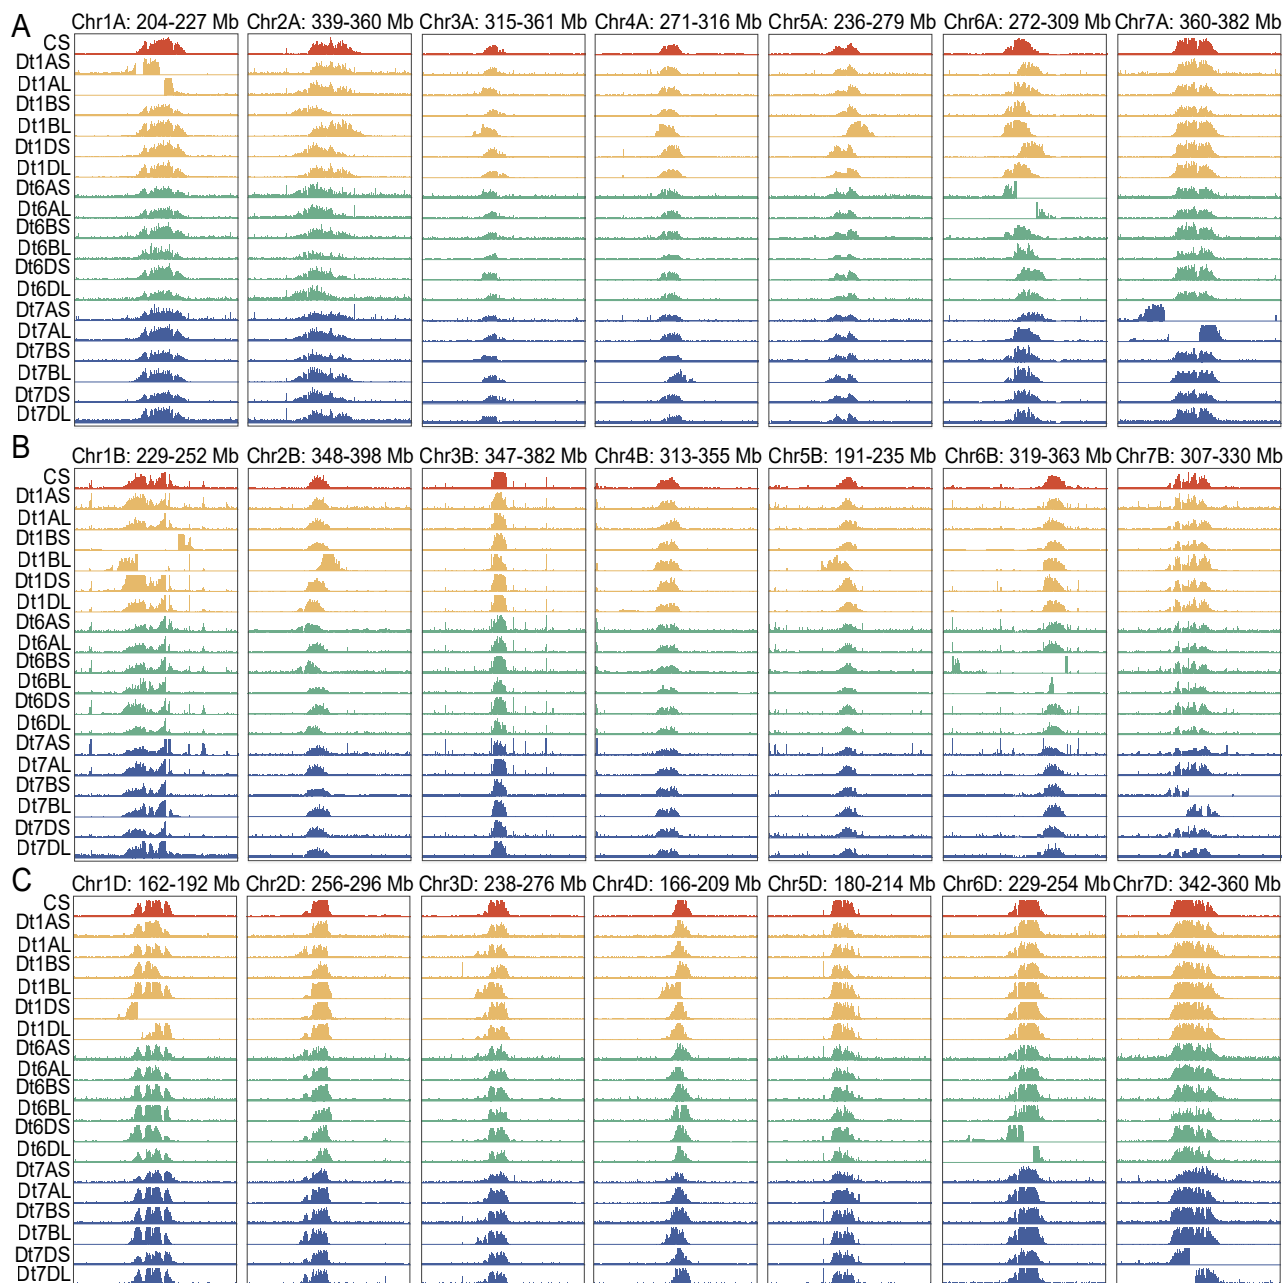 A
Chr1A: 204-227 Mb Chr2A: 339-360 Mb Chr3A: 315-361 Mb Chr4A: 271-316 Mb Chr5A: 236-279 Mb Chr6A: 272-309 Mb Chr7A: 360-382 Mb
CS
Dt1AS
Dt1AL
Dt1BS
Dt1BL
Dt1DS
Dt1DL
Dt6AS
Dt6AL
Dt6BS
Dt6BL
Dt6DS
Dt6DL
Dt7AS
Dt7AL
Dt7BS
Dt7BL
Dt7DS
Dt7DL
B
Chr1B: 229-252 Mb Chr2B: 348-398 Mb Chr3B: 347-382 Mb Chr4B: 313-355 Mb Chr5B: 191-235 Mb Chr6B: 319-363 Mb Chr7B: 307-330 Mb
CS
Dt1AS
Dt1AL
Dt1BS
Dt1BL
Dt1DS
Dt1DL
Dt6AS
Dt6AL
Dt6BS
Dt6BL
Dt6DS
Dt6DL
Dt7AS
Dt7AL
Dt7BS
Dt7BL
Dt7DS
Dt7DL
C
Chr1D: 162-192 Mb Chr2D: 256-296 Mb Chr3D: 238-276 Mb Chr4D: 166-209 Mb Chr5D: 180-214 Mb Chr6D: 229-254 Mb Chr7D: 342-360 Mb
CS
Dt1AS
Dt1AL
Dt1BS
Dt1BL
Dt1DS
Dt1DL
Dt6AS
Dt6AL
Dt6BS
Dt6BL
Dt6DS
Dt6DL
Dt7AS
Dt7AL
Dt7BS
Dt7BL
Dt7DS
Dt7DL